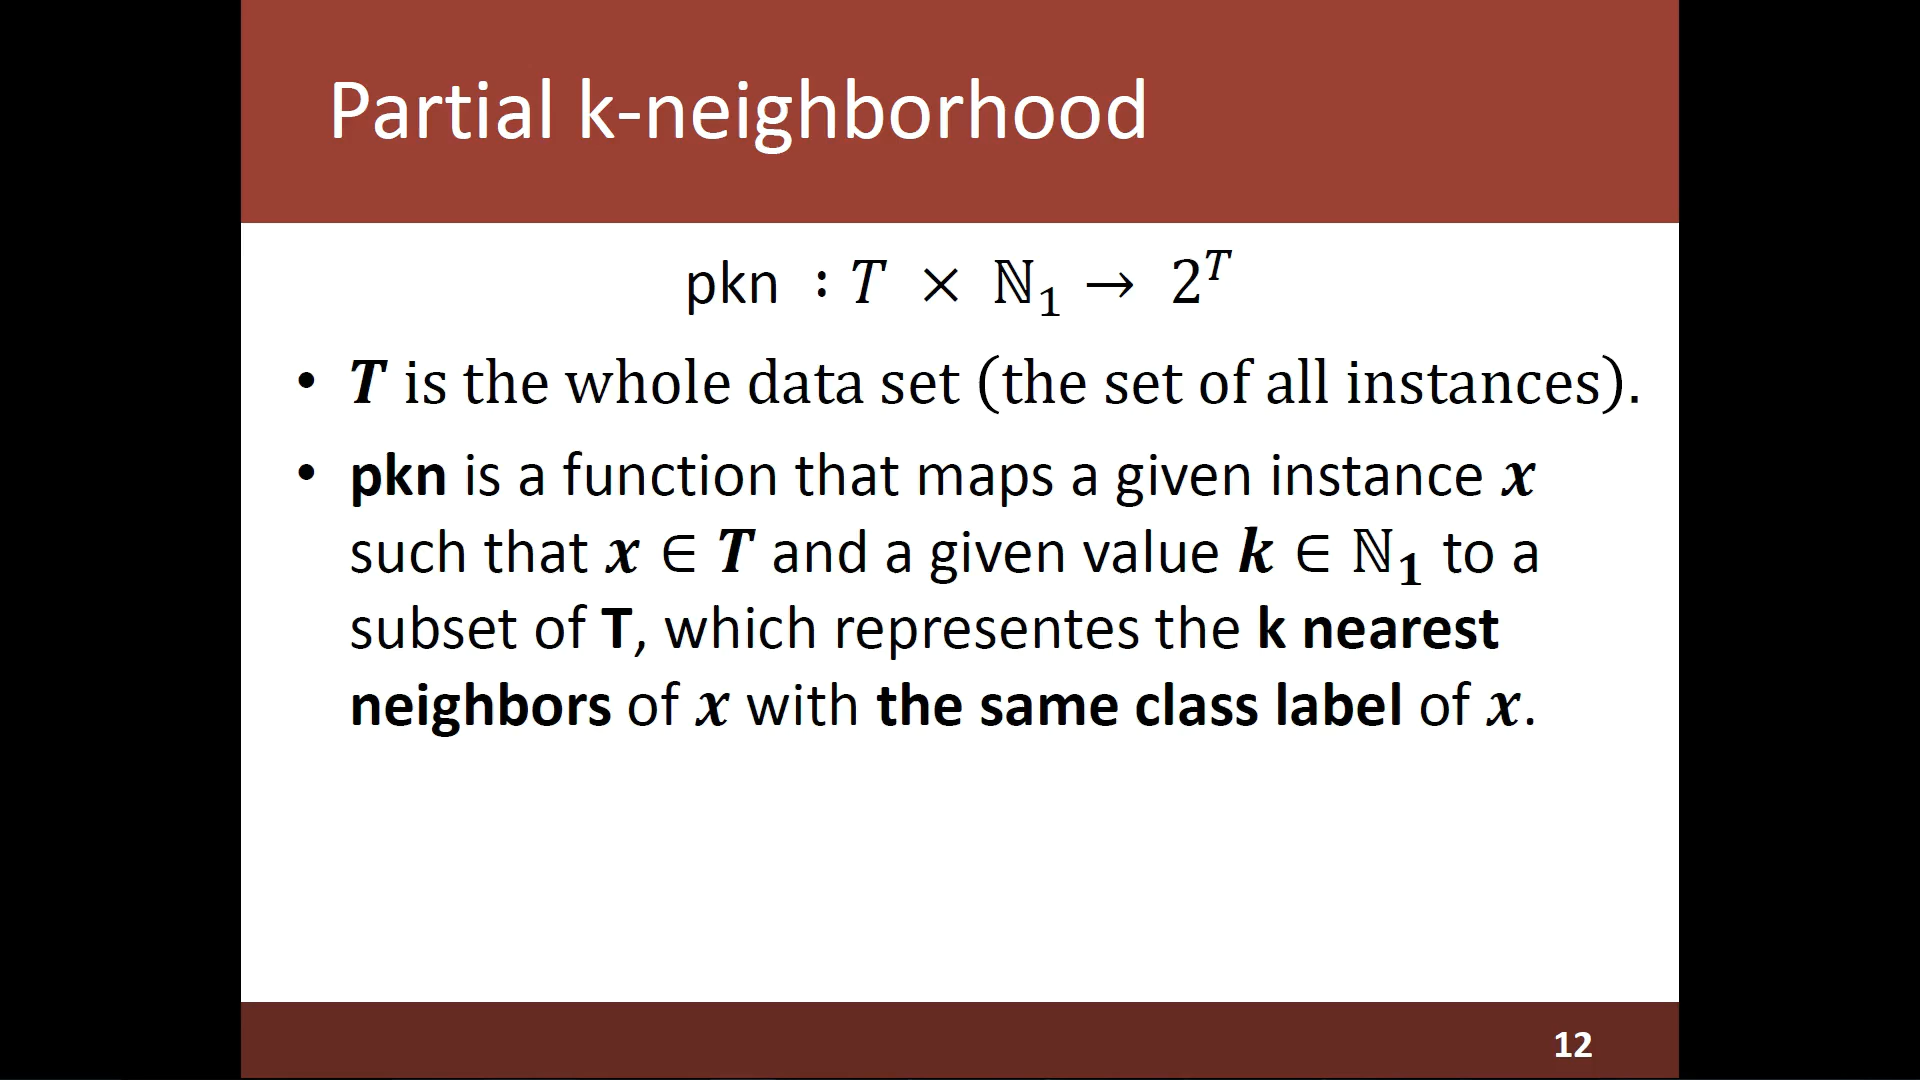 Partial k-neighborhood
pkn : T × ℕ₁ → 2ᵀ
• T is the whole data set (the set of all instances).
• pkn is a function that maps a given instance x
such that x ∈ T and a given value k ∈ ℕ₁ to a
subset of T, which representes the k nearest
neighbors of x with the same class label of x.
12